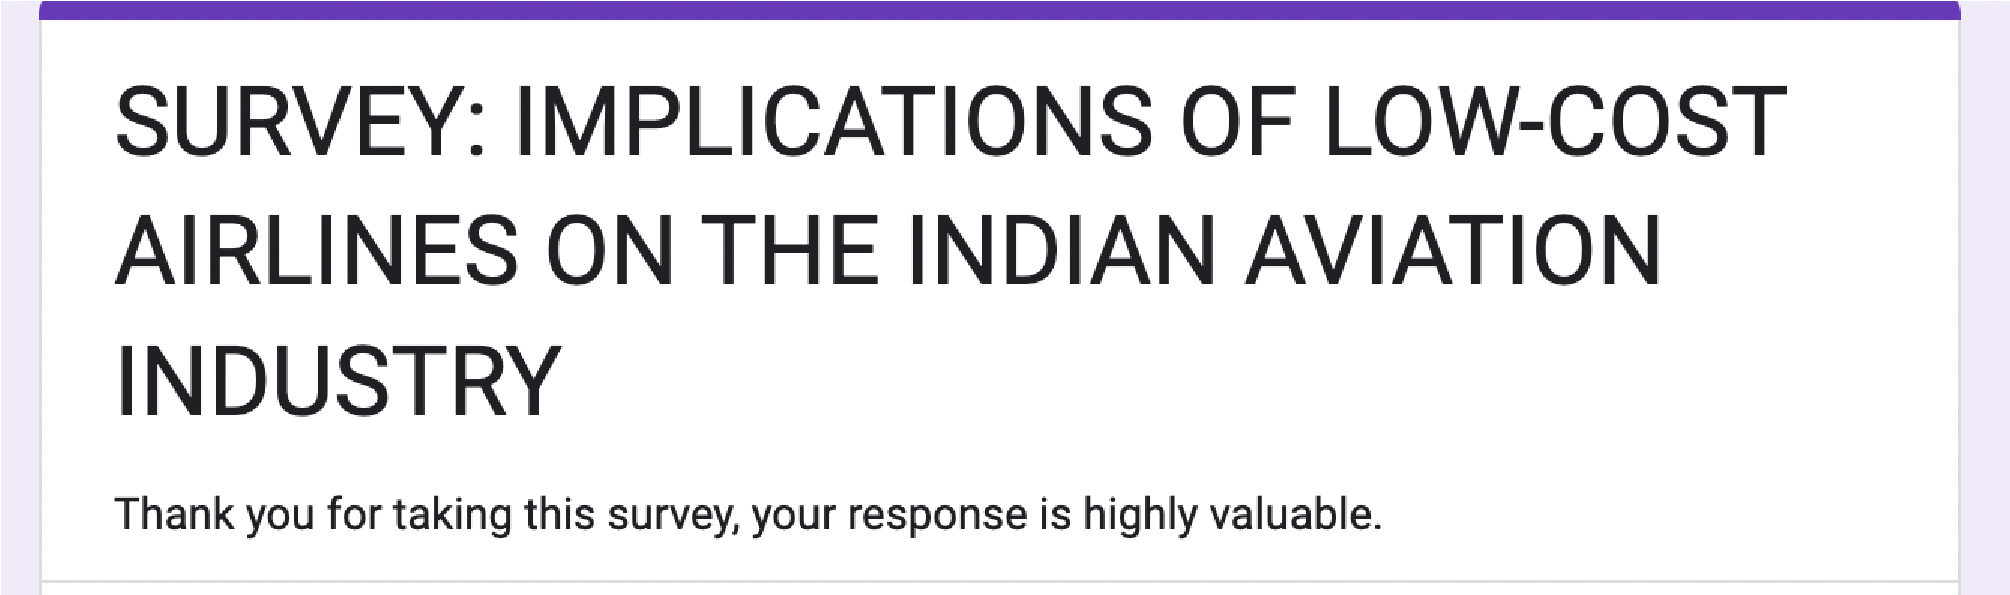 SURVEY: IMPLICATIONS OF LOW-COST
AIRLINES ON THE INDIAN AVIATION
INDUSTRY
Thank you for taking this survey, your response is highly valuable.